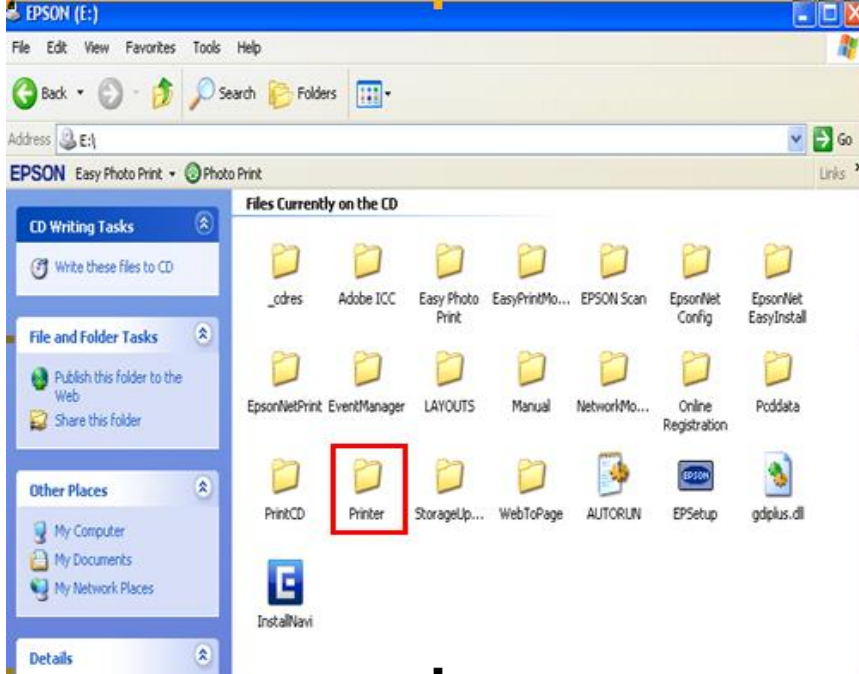 EPSON (E:)
File Edit View Favorites Tools Help
Back Search Folders
Address E:\ Go
EPSON Easy Photo Print Photo Print Links
Files Currently on the CD
CD Writing Tasks
Write these files to CD
File and Folder Tasks
Publish this folder to the
Web
Share this folder
Other Places
My Computer
My Documents
My Network Places
Details
_cdres Adobe ICC Easy Photo EasyPrintMo... EPSON Scan EpsonNet EpsonNet
Print Config EasyInstall
EpsonNetPrint EventManager LAYOUTS Manual NetworkMo... Online Pcddata
Registration
PrintCD Printer StorageUp... WebToPage AUTORUN EPSetup gdiplus.dll
EPSON
InstallNavi